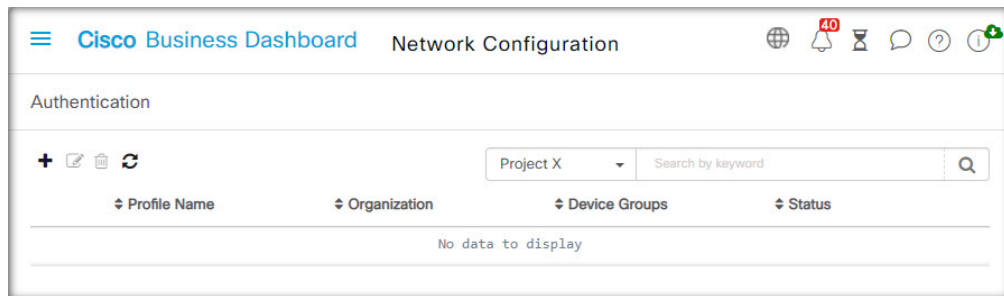 Cisco Business Dashboard Network Configuration 40
Authentication
Project X Search by keyword
Profile Name Organization Device Groups Status
No data to display